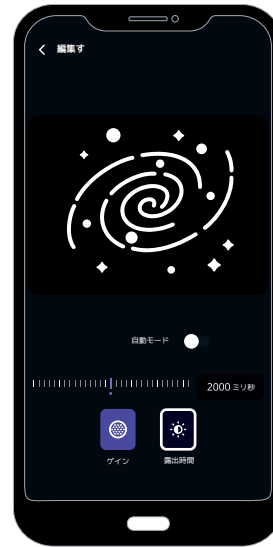 編集す
自動モード
2000 ミリ秒
ゲイン
露出時間